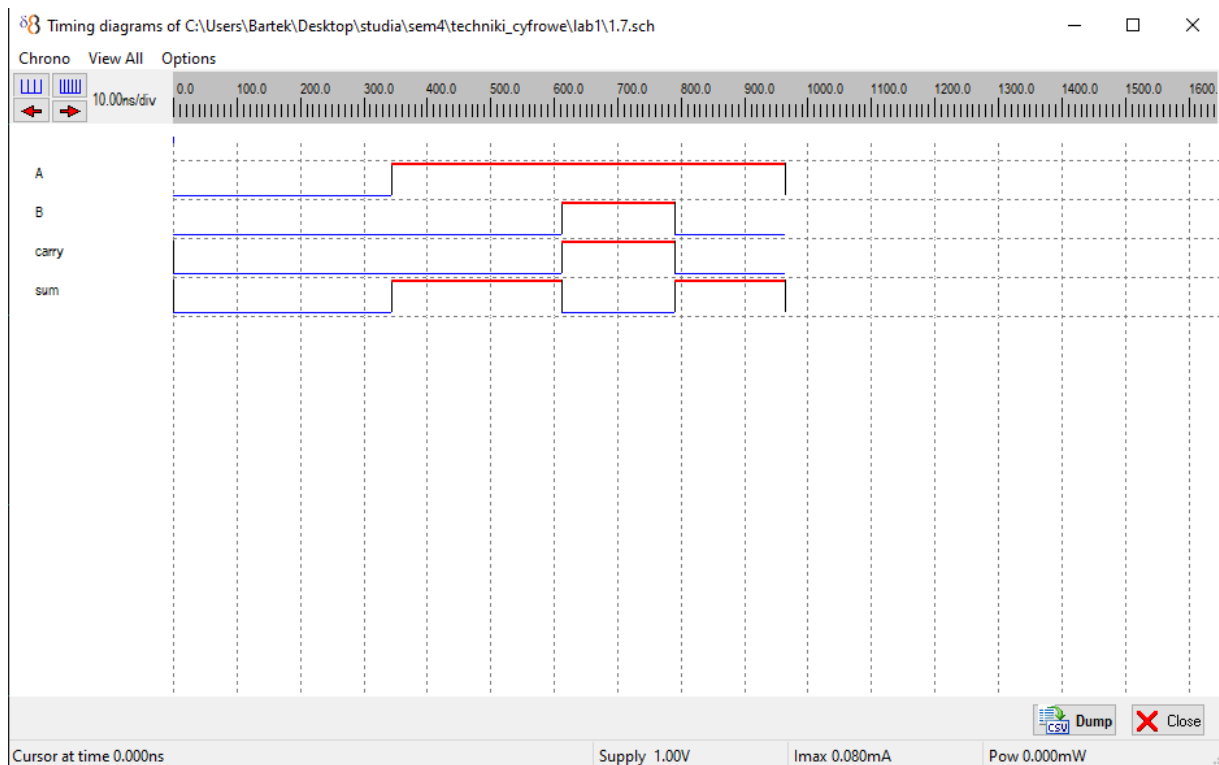 Timing diagrams of C:\Users\Bartek\Desktop\studia\sem4\techniki_cyfrowe\lab1\1.7.sch
Chrono View All Options
10.00ns/div
0.0 100.0 200.0 300.0 400.0 500.0 600.0 700.0 800.0 900.0 1000.0 1100.0 1200.0 1300.0 1400.0 1500.0 1600.
A
B
carry
sum
CSV Dump Close
Cursor at time 0.000ns Supply 1.00V Imax 0.080mA Pow 0.000mW